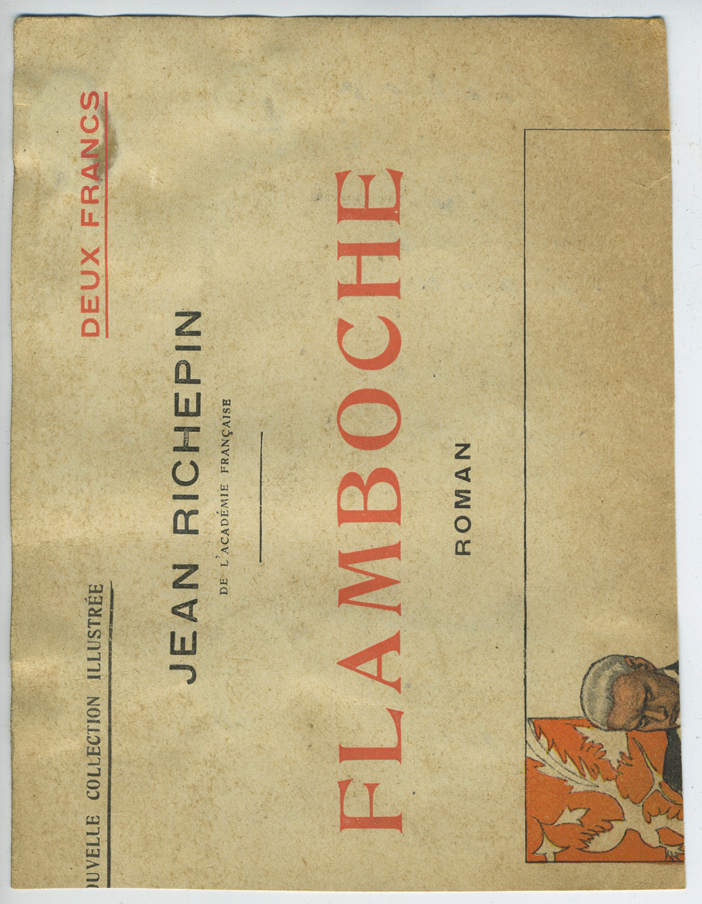 OUVELLE COLLECTION ILLUSTRÉE
DEUX FRANCS
JEAN RICHEPIN
DE L'ACADÉMIE FRANÇAISE
FLAMBOCHE
ROMAN